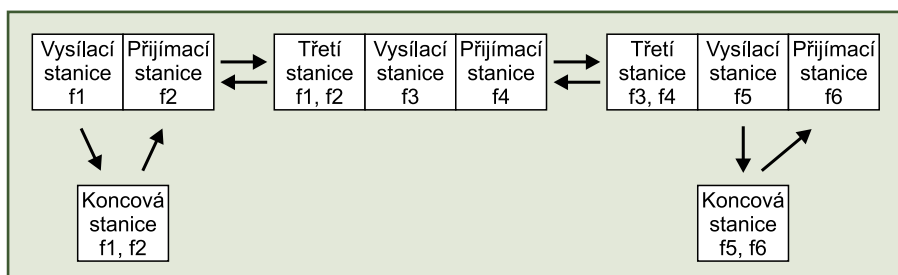 Vysílací
stanice
f1
Přijímací
stanice
f2
Třetí
stanice
f1, f2
Vysílací
stanice
f3
Přijímací
stanice
f4
Třetí
stanice
f3, f4
Vysílací
stanice
f5
Přijímací
stanice
f6
Koncová
stanice
f1, f2
Koncová
stanice
f5, f6